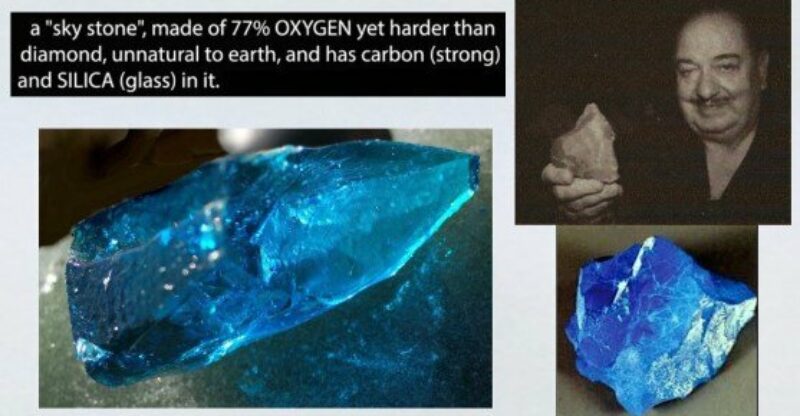 a "sky stone", made of 77% OXYGEN yet harder than
diamond, unnatural to earth, and has carbon (strong)
and SILICA (glass) in it.